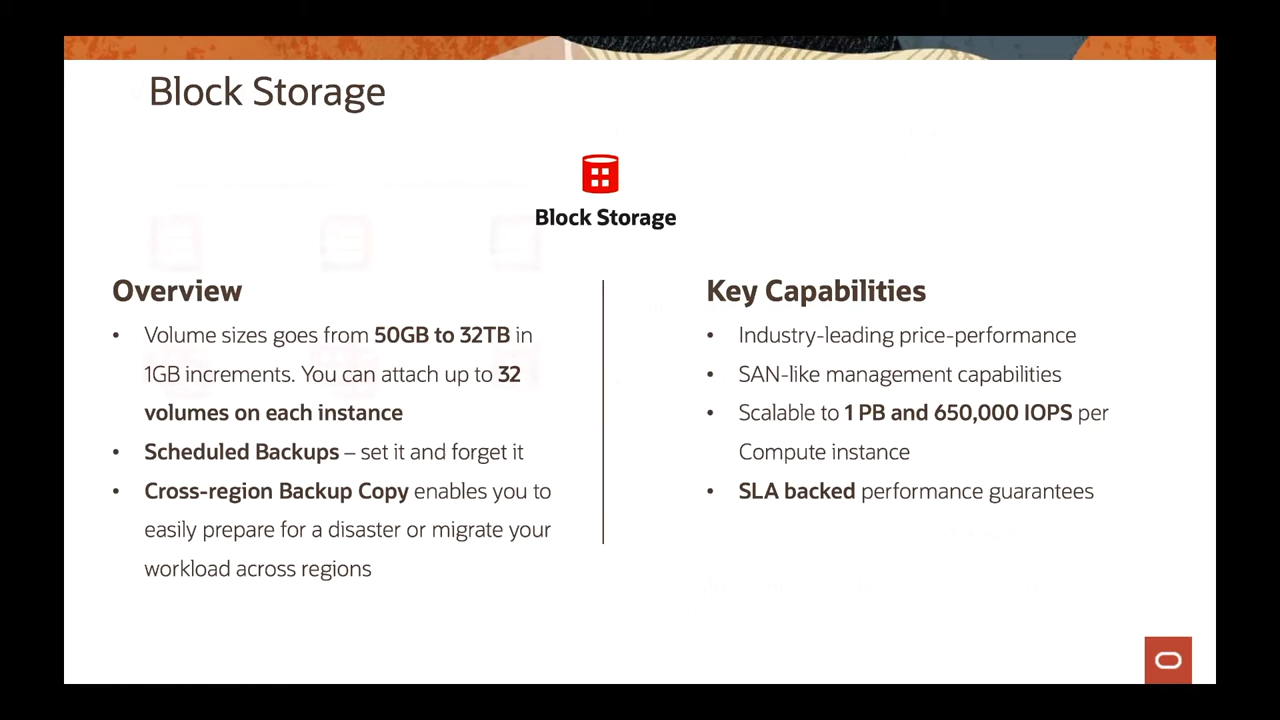 Block Storage
Block Storage
Overview
• Volume sizes goes from 50GB to 32TB in
1GB increments. You can attach up to 32
volumes on each instance
• Scheduled Backups – set it and forget it
• Cross-region Backup Copy enables you to
easily prepare for a disaster or migrate your
workload across regions
Key Capabilities
• Industry-leading price-performance
• SAN-like management capabilities
• Scalable to 1 PB and 650,000 IOPS per
Compute instance
• SLA backed performance guarantees